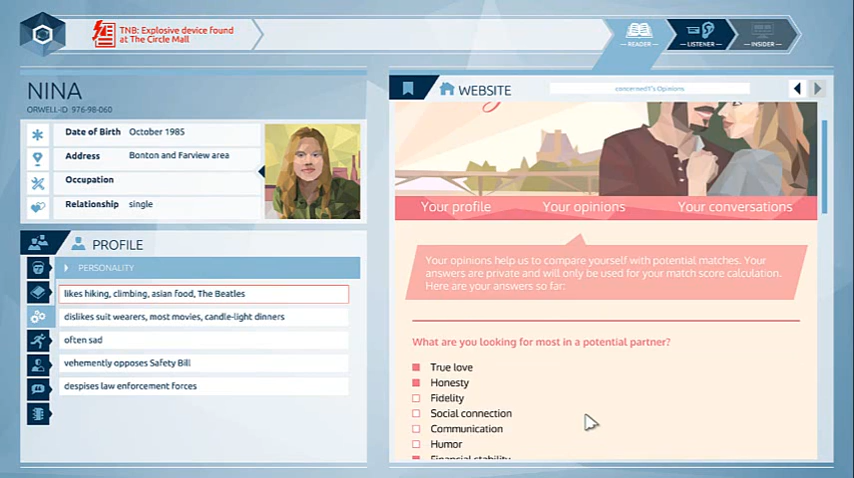 TNB: Explosive device found
at The Circle Mall
READER
LISTENER
INSIDER
NINA
ORWELL-ID 976-98-060
Date of Birth October 1985
Address Bonton and Farview area
Occupation
Relationship single
PROFILE
PERSONALITY
likes hiking, climbing, asian food, The Beatles
dislikes suit wearers, most movies, candle-light dinners
often sad
vehemently opposes Safety Bill
despises law enforcement forces
WEBSITE
concerned1's Opinions
Your profile
Your opinions
Your conversations
Your opinions help us to compare yourself with potential matches. Your
answers are private and will only be used for your match score calculation.
Here are your answers so far:
What are you looking for most in a potential partner?
True love
Honesty
Fidelity
Social connection
Communication
Humor
Financial stability